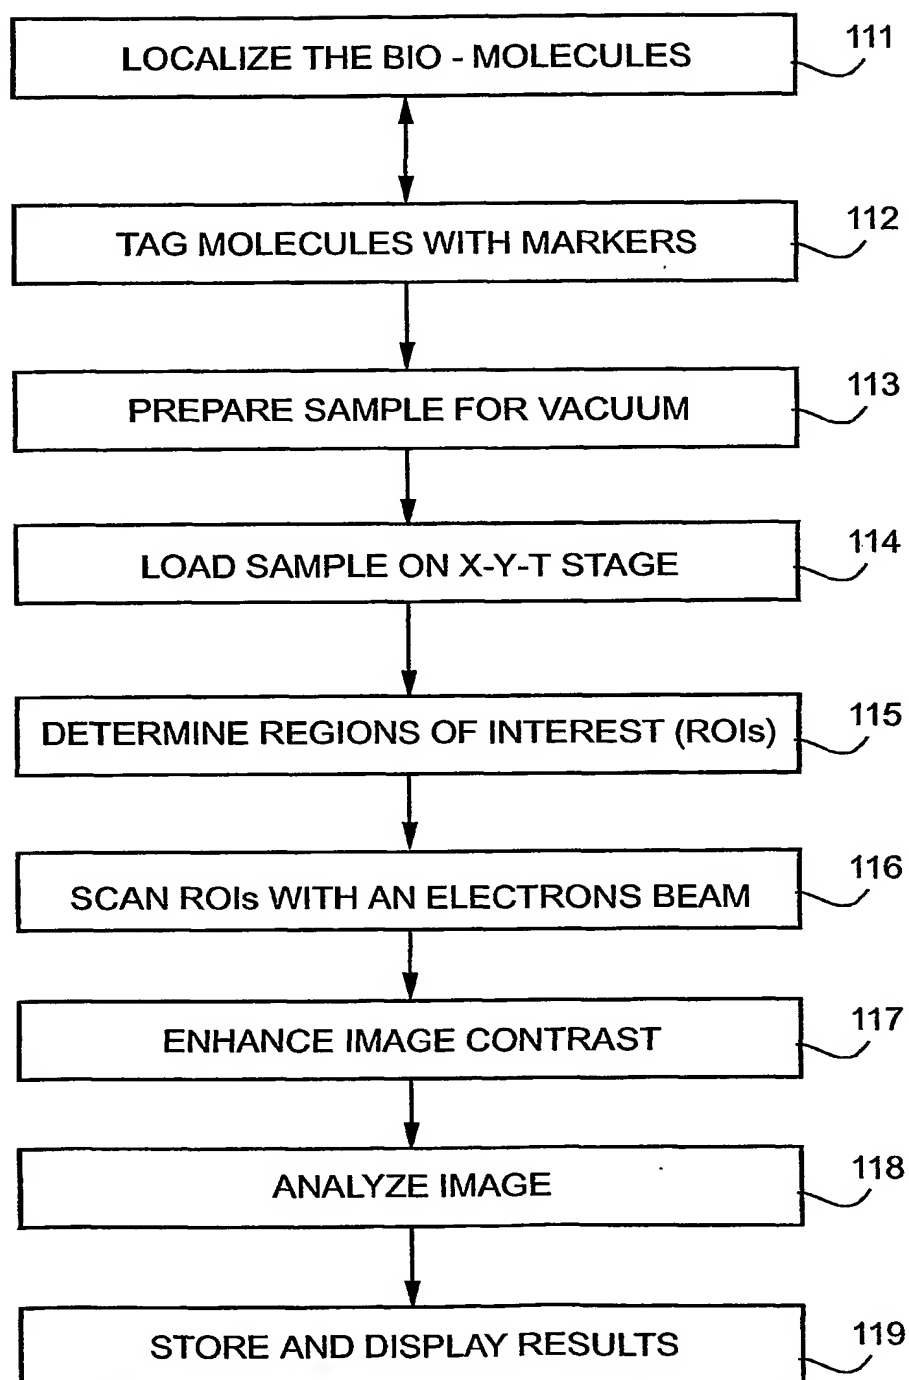 LOCALIZE THE BIO - MOLECULES 111
TAG MOLECULES WITH MARKERS 112
PREPARE SAMPLE FOR VACUUM 113
LOAD SAMPLE ON X-Y-T STAGE 114
DETERMINE REGIONS OF INTEREST (ROIs) 115
SCAN ROIs WITH AN ELECTRONS BEAM 116
ENHANCE IMAGE CONTRAST 117
ANALYZE IMAGE 118
STORE AND DISPLAY RESULTS 119